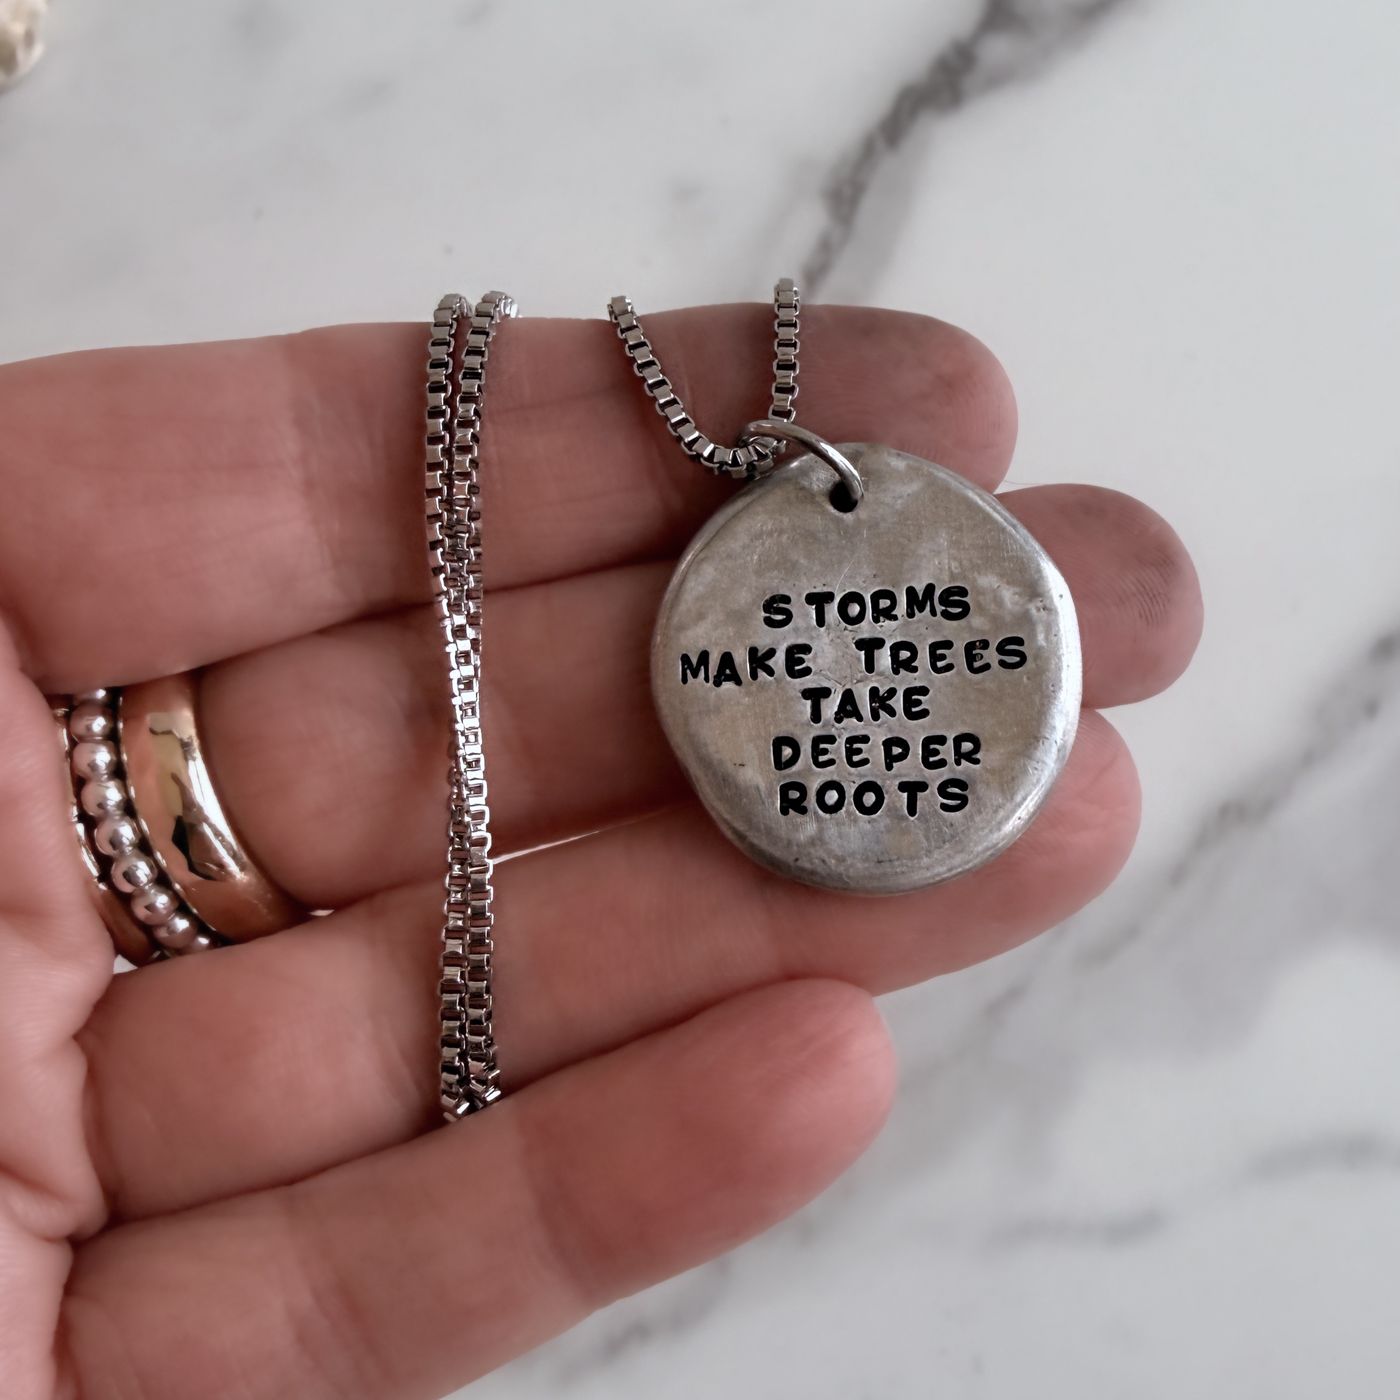 STORMS
MAKE TREES
TAKE
DEEPER
ROOTS